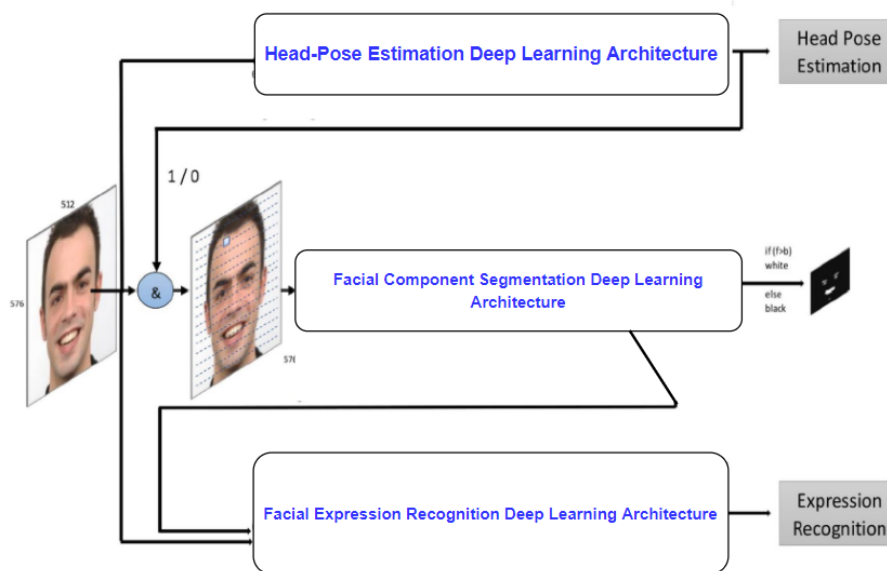 Head-Pose Estimation Deep Learning Architecture
Head Pose
Estimation
1 / 0
512
576
&
576
Facial Component Segmentation Deep Learning
Architecture
if (f>b)
white
else
black
Facial Expression Recognition Deep Learning Architecture
Expression
Recognition